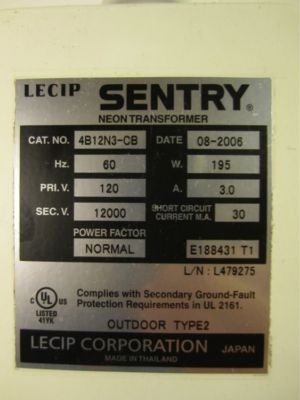 LECIP SENTRY®
NEON TRANSFORMER
CAT. NO. 4B12N3-CB DATE 08-2006
Hz. 60 W. 195
PRI. V. 120 A. 3.0
SEC. V. 12000 SHORT CIRCUIT CURRENT M.A. 30
POWER FACTOR
NORMAL E188431 T1
L/N : L479275
C UL US
LISTED
41YK
Complies with Secondary Ground-Fault
Protection Requirements in UL 2161.
OUTDOOR TYPE2
LECIP CORPORATION JAPAN
MADE IN THAILAND